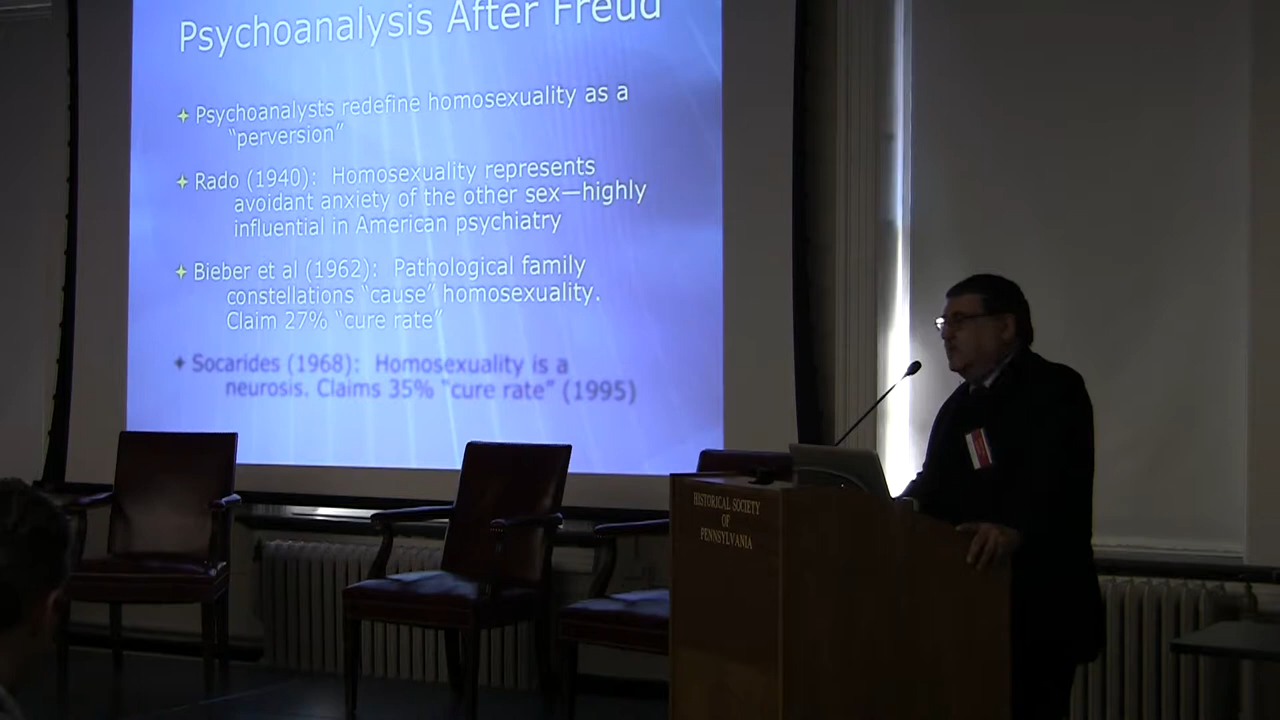 Psychoanalysis After Freud
Psychoanalysts redefine homosexuality as a
"perversion"
Rado (1940): Homosexuality represents
avoidant anxiety of the other sex—highly
influential in American psychiatry
Bieber et al (1962): Pathological family
constellations "cause" homosexuality.
Claim 27% "cure rate"
Socarides (1968): Homosexuality is a
neurosis. Claims 35% "cure rate" (1995)
HISTORICAL SOCIETY
OF
PENNSYLVANIA